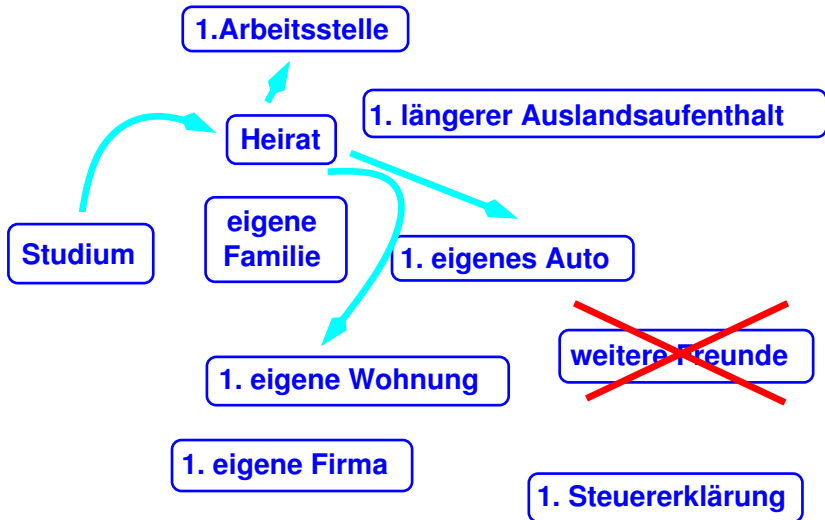 1.Arbeitsstelle
1. längerer Auslandsaufenthalt
Heirat
eigene
Familie
Studium
1. eigenes Auto
weitere Freunde
1. eigene Wohnung
1. eigene Firma
1. Steuererklärung